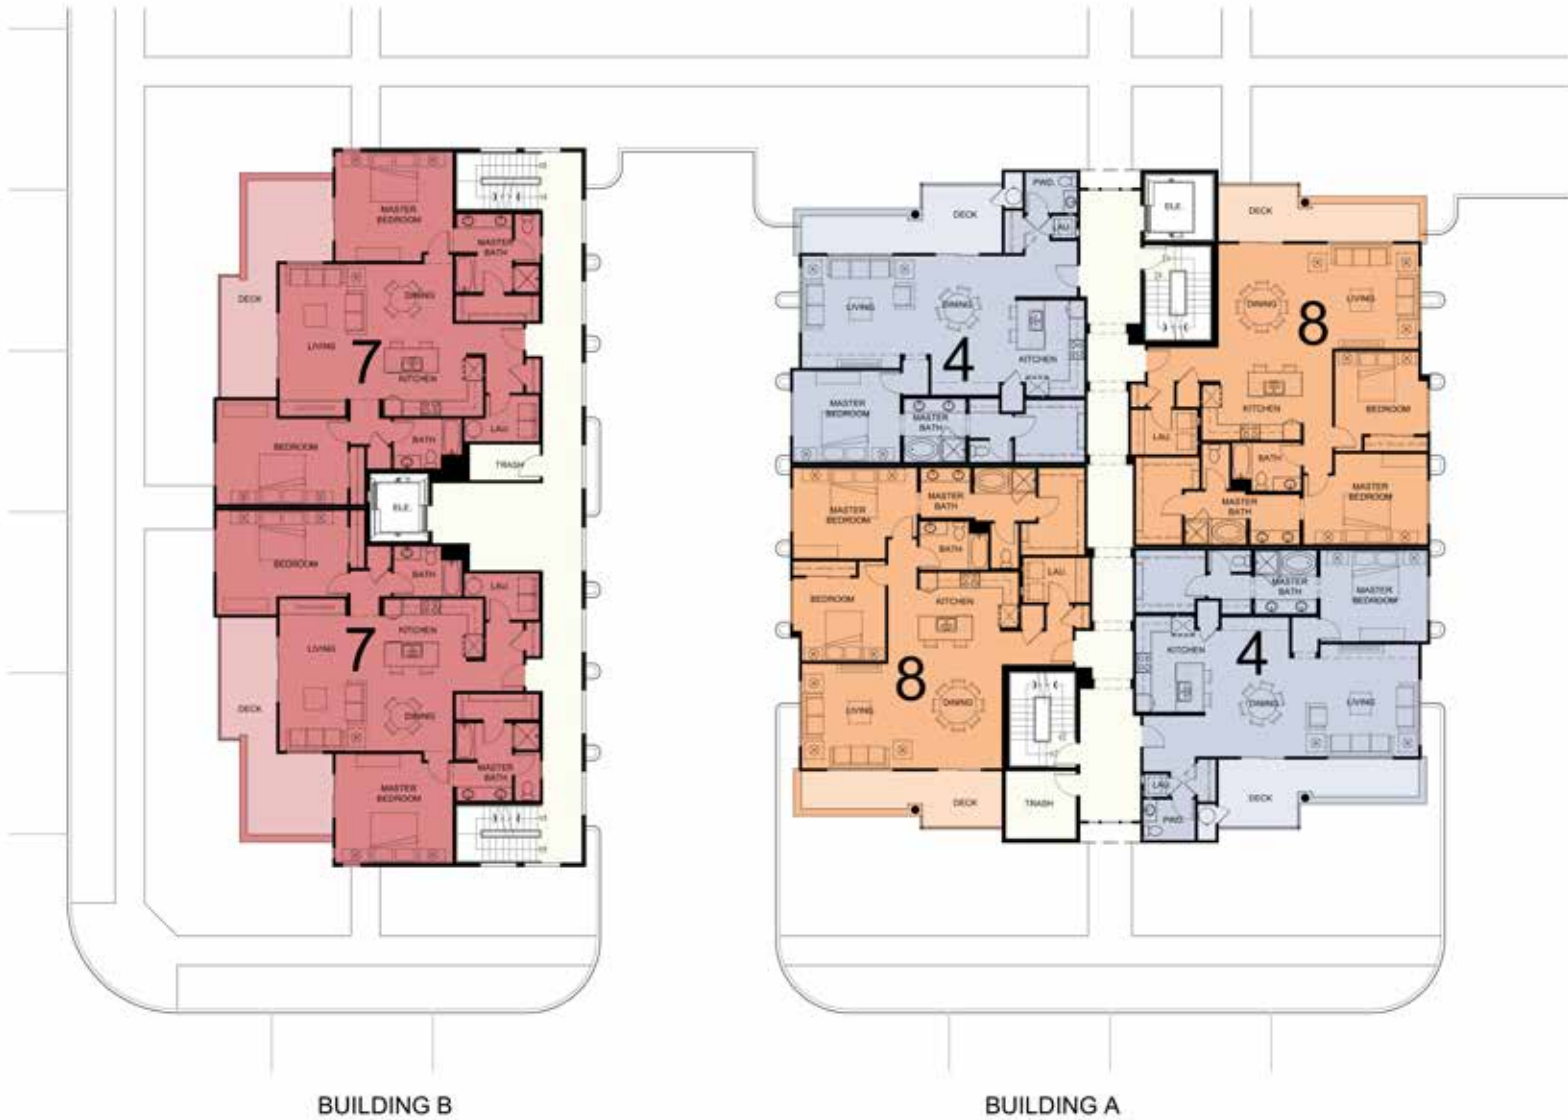 MASTER
BEDROOM
MASTER
BATH
DECK
DINING
LIVING
7
KITCHEN
BEDROOM
BATH
LAU.
TRASH
ELE.
BEDROOM
BATH
LAU.
KITCHEN
LIVING
7
DECK
DINING
MASTER
BATH
MASTER
BEDROOM
BUILDING B
PWD.
DECK
LAU.
LIVING
DINING
4
KITCHEN
MASTER
BEDROOM
MASTER
BATH
ELE.
DECK
DINING
LIVING
8
KITCHEN
BEDROOM
LAU.
BATH
MASTER
BEDROOM
MASTER
BATH
MASTER
BEDROOM
MASTER
BATH
BATH
LAU.
BEDROOM
KITCHEN
8
LIVING
DINING
DECK
TRASH
MASTER
BATH
MASTER
BEDROOM
KITCHEN
4
DINING
LIVING
LAU.
PWD.
DECK
BUILDING A